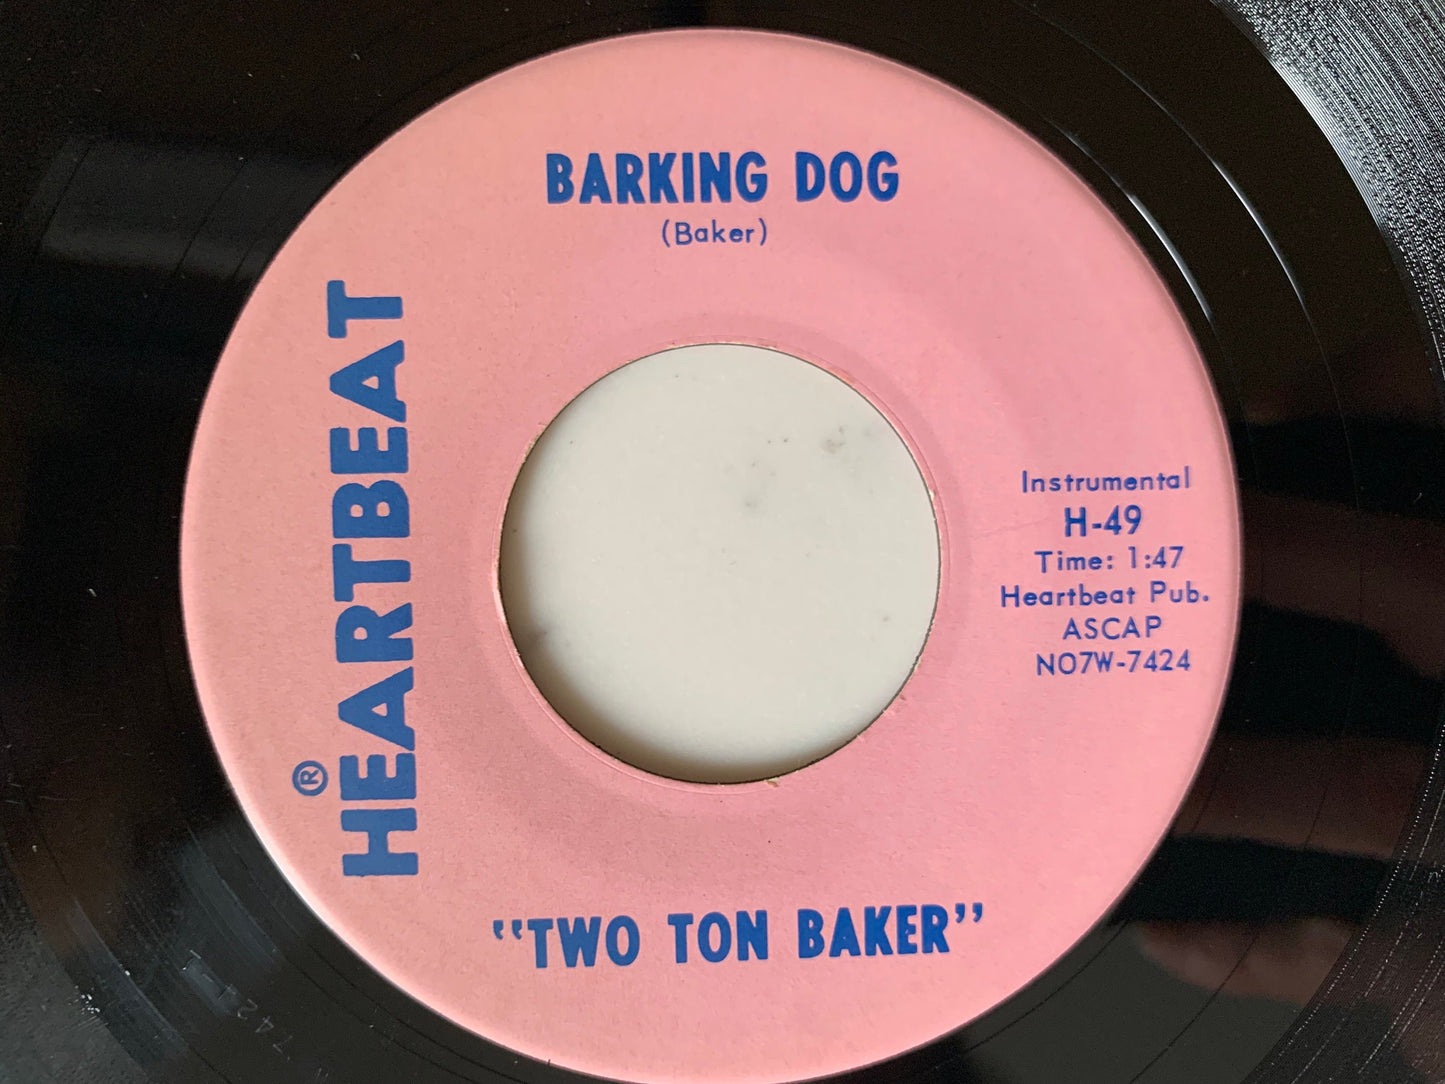 BARKING DOG
(Baker)
HEARTBEAT®
Instrumental
H-49
Time: 1:47
Heartbeat Pub.
ASCAP
NO7W-7424
"TWO TON BAKER"